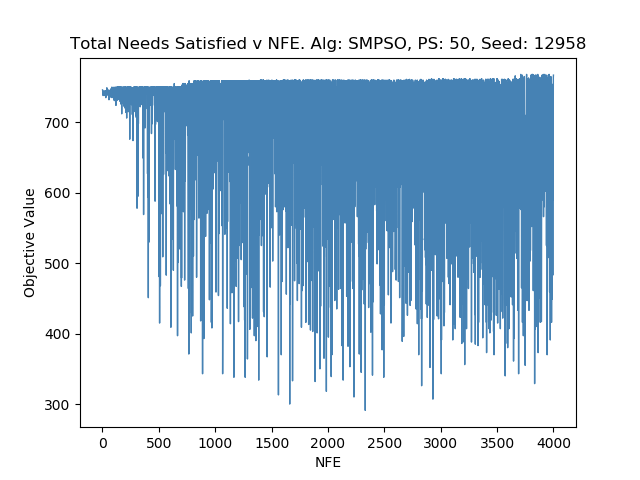 Total Needs Satisfied v NFE. Alg: SMPSO, PS: 50, Seed: 12958
Objective Value
700
600
500
400
300
0 500 1000 1500 2000 2500 3000 3500 4000
NFE